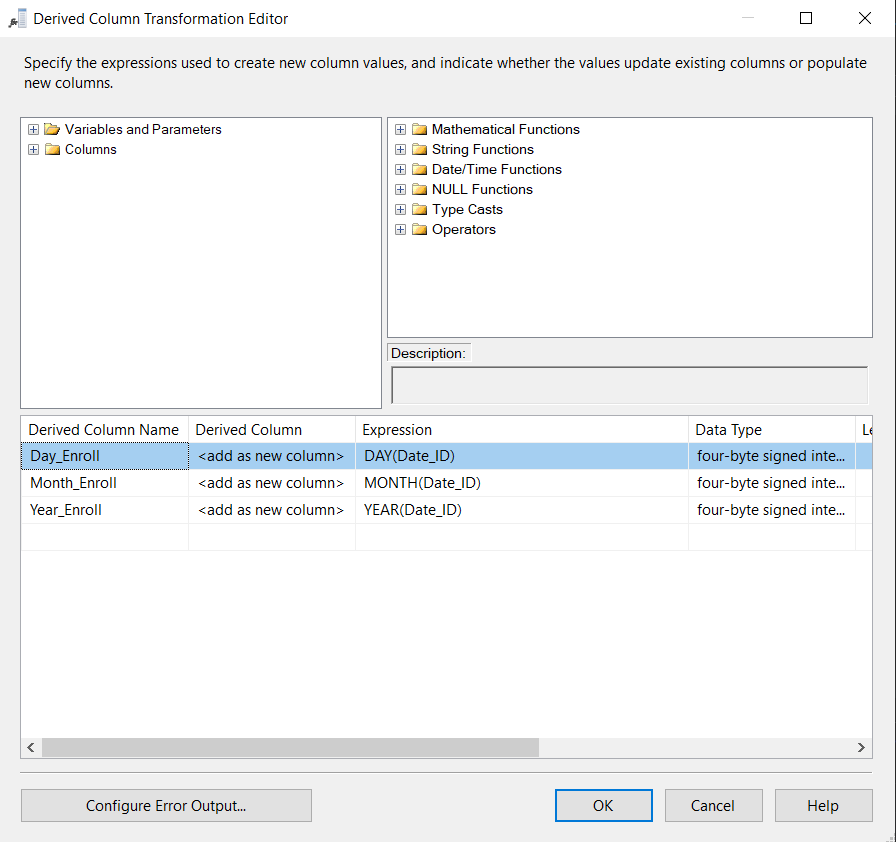 Derived Column Transformation Editor
Specify the expressions used to create new column values, and indicate whether the values update existing columns or populate
new columns.
Variables and Parameters
Columns
Mathematical Functions
String Functions
Date/Time Functions
NULL Functions
Type Casts
Operators
Description:
Derived Column Name Derived Column Expression Data Type Le
Day_Enroll <add as new column> DAY(Date_ID) four-byte signed inte...
Month_Enroll <add as new column> MONTH(Date_ID) four-byte signed inte...
Year_Enroll <add as new column> YEAR(Date_ID) four-byte signed inte...
Configure Error Output... OK Cancel Help